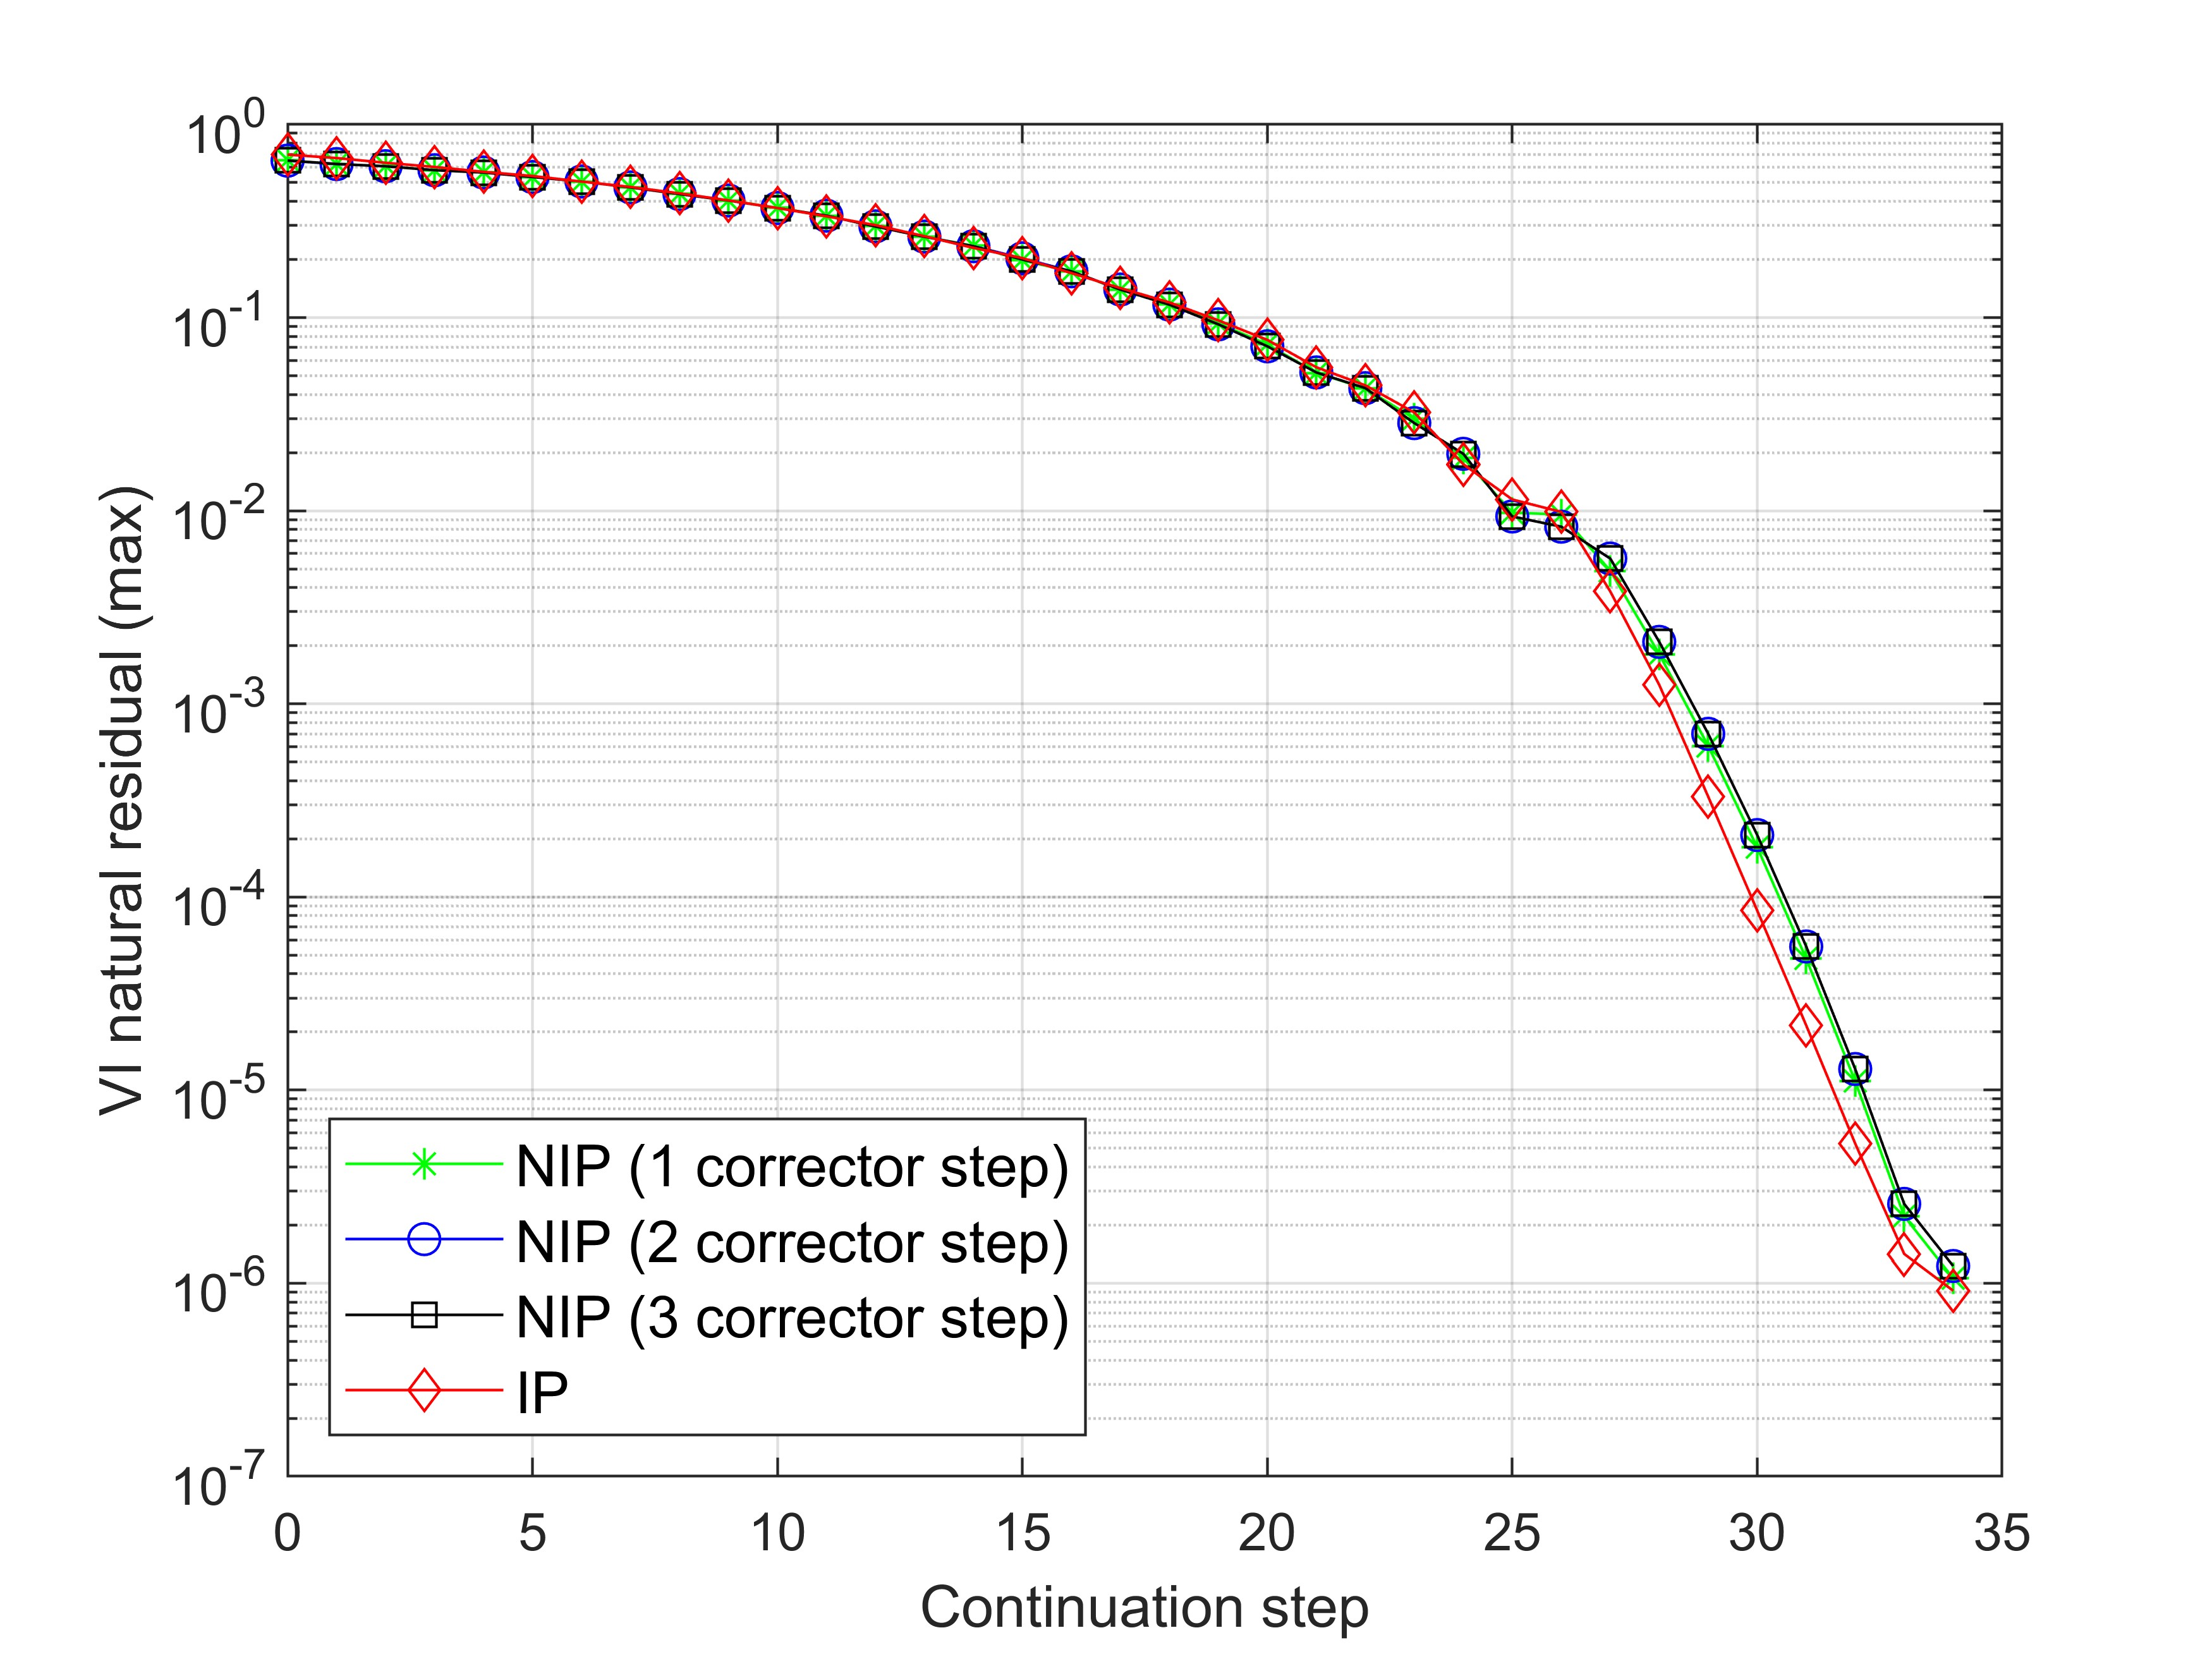 VI natural residual (max)
10^0
10^-1
10^-2
10^-3
10^-4
10^-5
10^-6
10^-7
NIP (1 corrector step)
NIP (2 corrector step)
NIP (3 corrector step)
IP
0 5 10 15 20 25 30 35
Continuation step